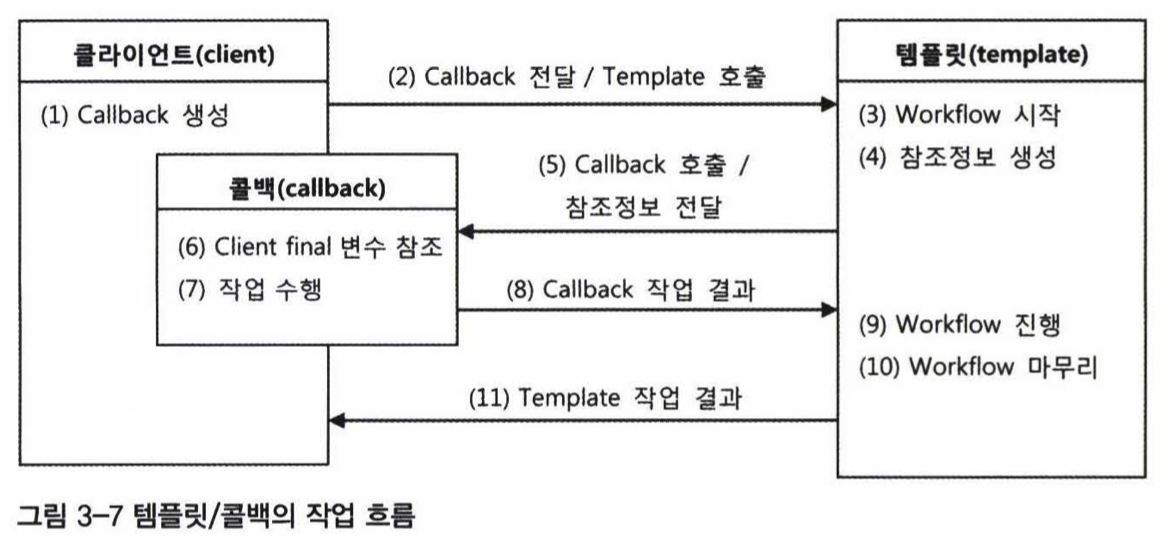 클라이언트(client)
(1) Callback 생성
(2) Callback 전달 / Template 호출
템플릿(template)
(3) Workflow 시작
(4) 참조정보 생성
(5) Callback 호출 /
참조정보 전달
콜백(callback)
(6) Client final 변수 참조
(7) 작업 수행
(8) Callback 작업 결과
(9) Workflow 진행
(10) Workflow 마무리
(11) Template 작업 결과
그림 3-7 템플릿/콜백의 작업 흐름